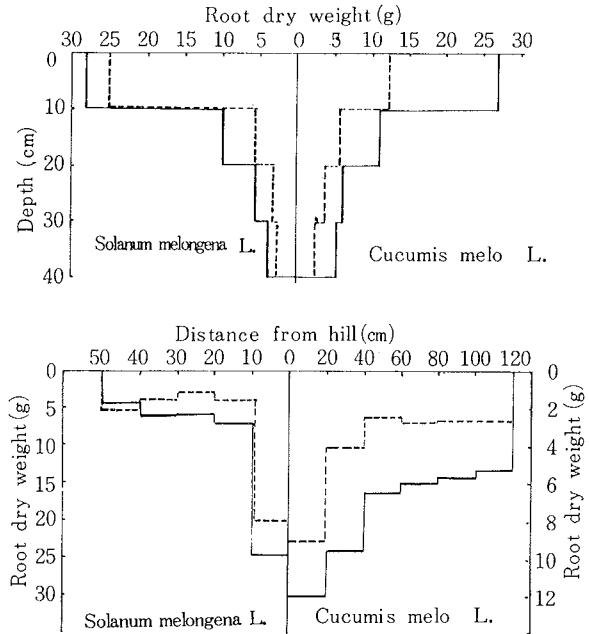 Root dry weight (g)
30 25 20 15 10 5 0 5 10 15 20 25 30
0
10
20
30
40
Depth (cm)
Solanum melongena L.
Cucumis melo L.
Distance from hill (cm)
50 40 30 20 10 0 20 40 60 80 100 120
0
5
10
15
20
25
30
Root dry weight (g)
0
2
4
6
8
10
12
Root dry weight (g)
Solanum melongena L.
Cucumis melo L.